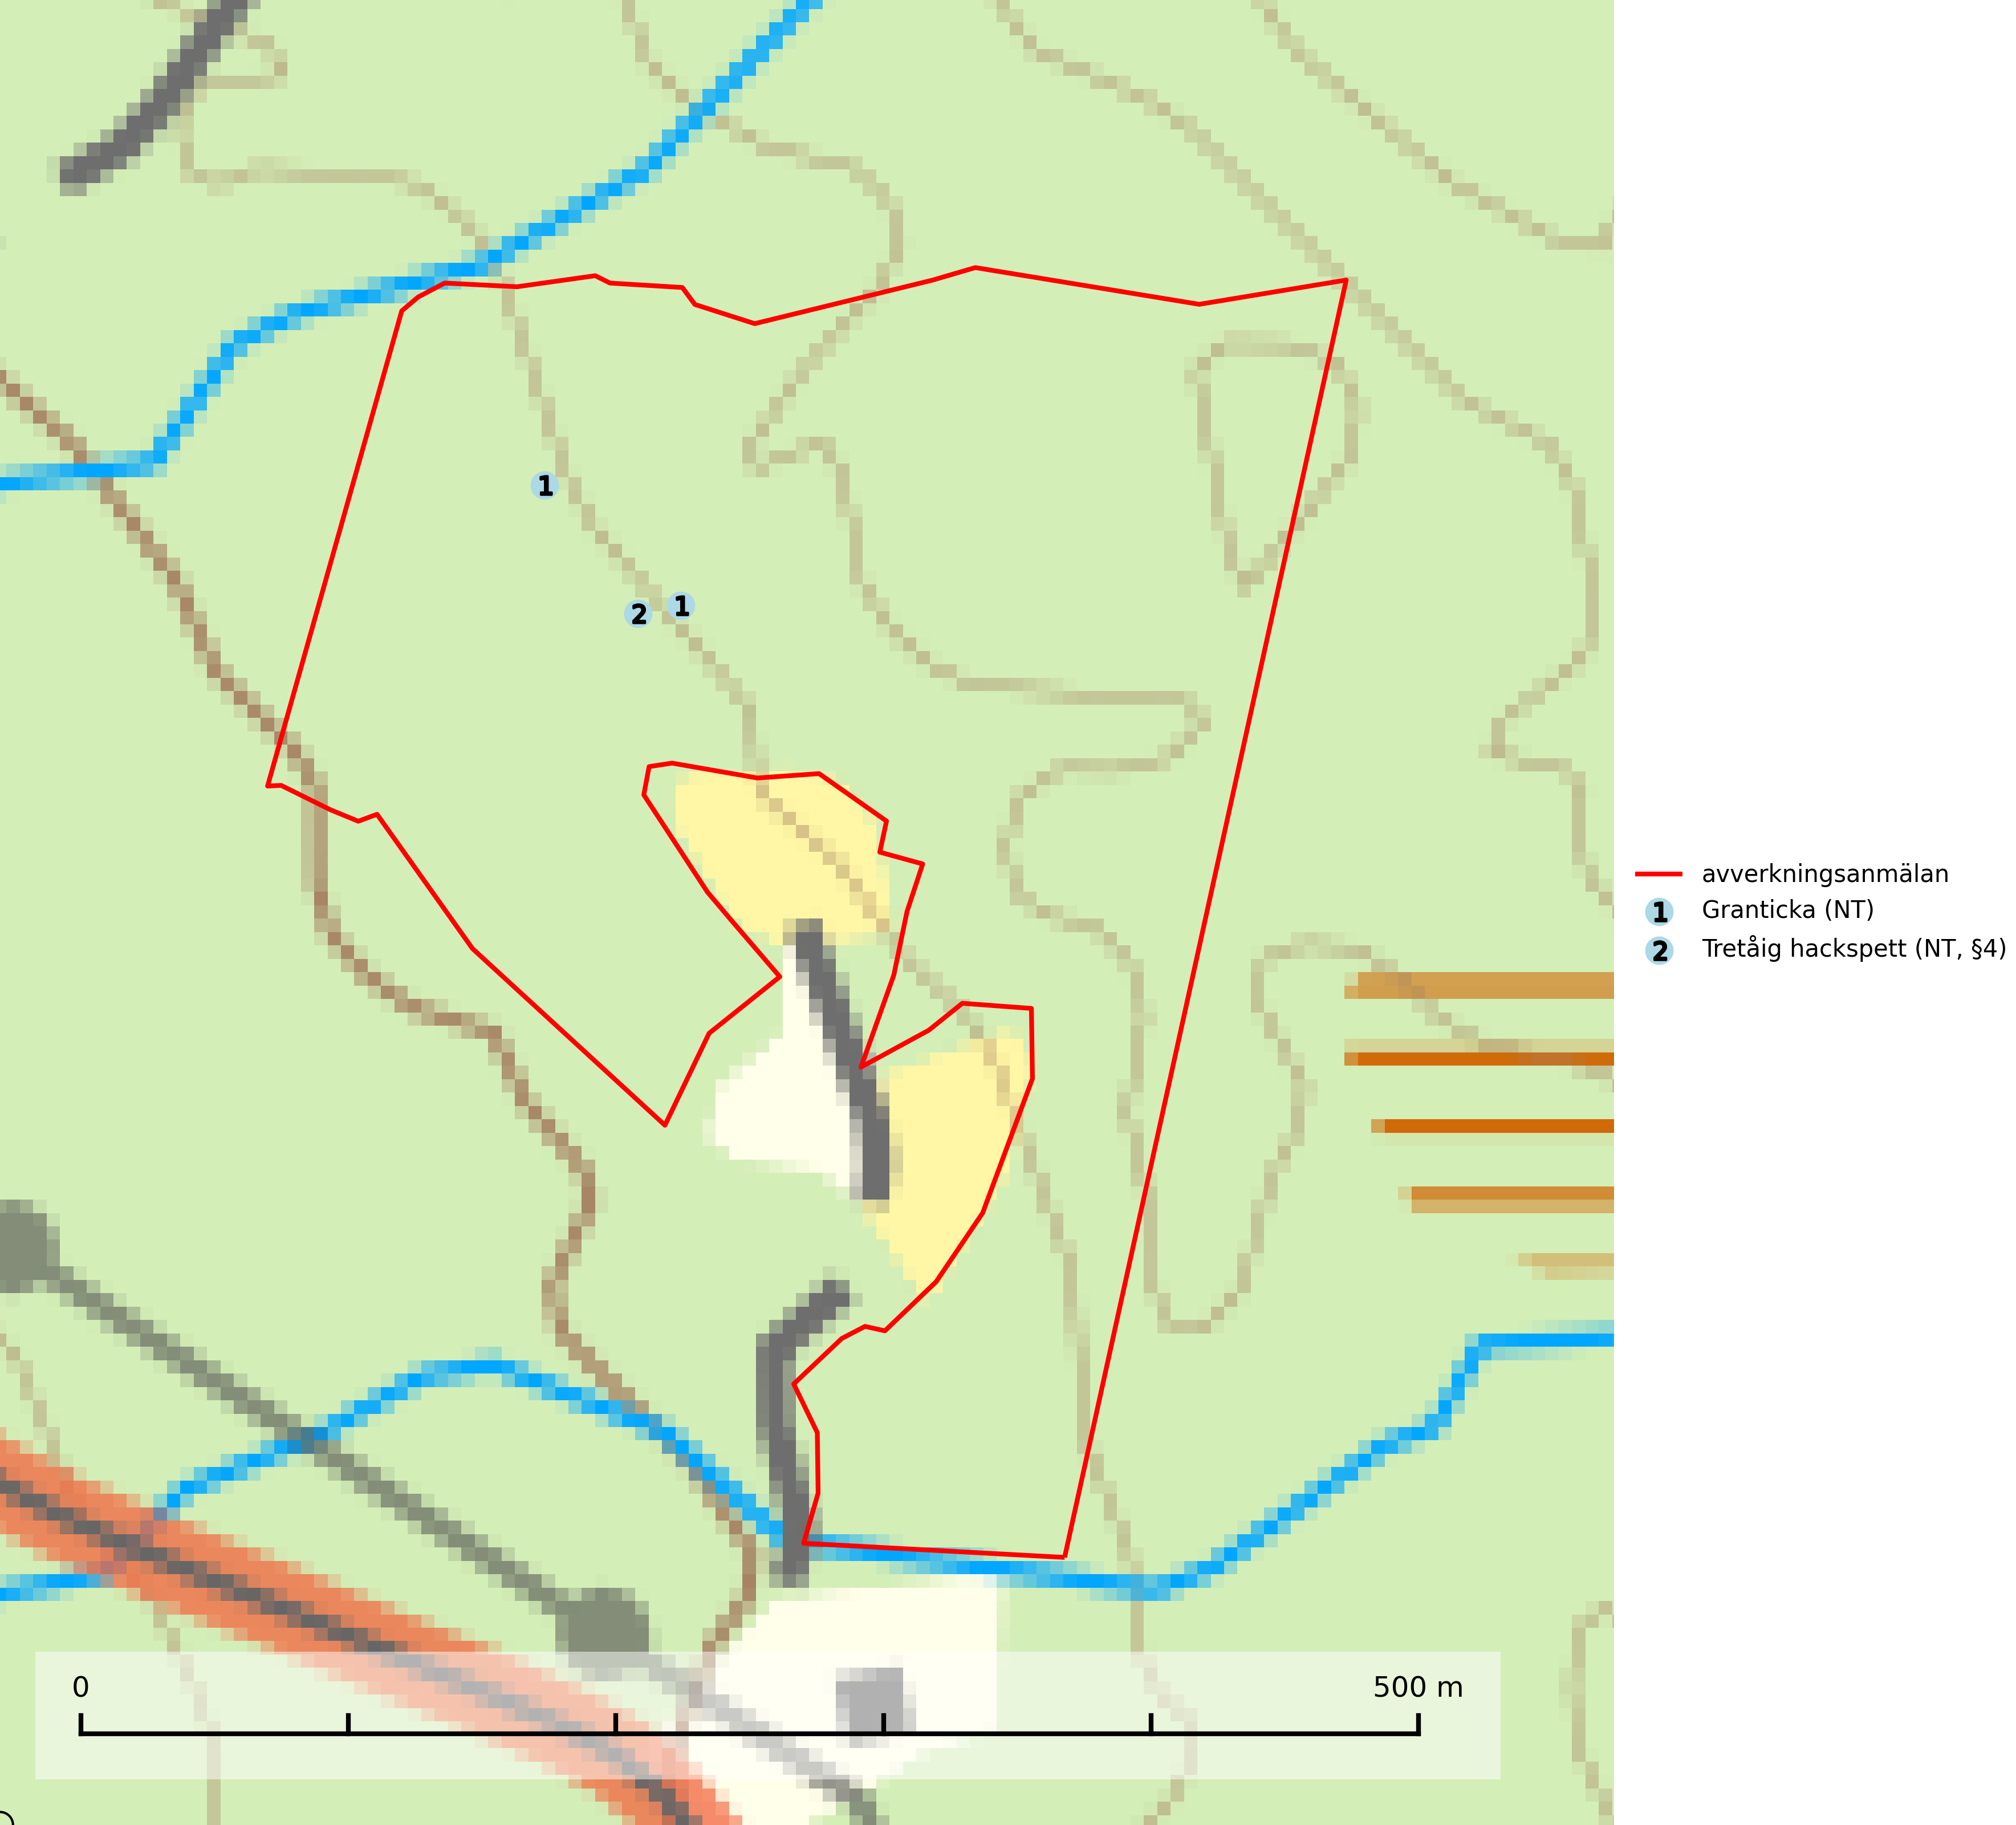 1
2 1
avverkningsanmälan
1 Granticka (NT)
2 Tretåig hackspett (NT, §4)
0 500 m